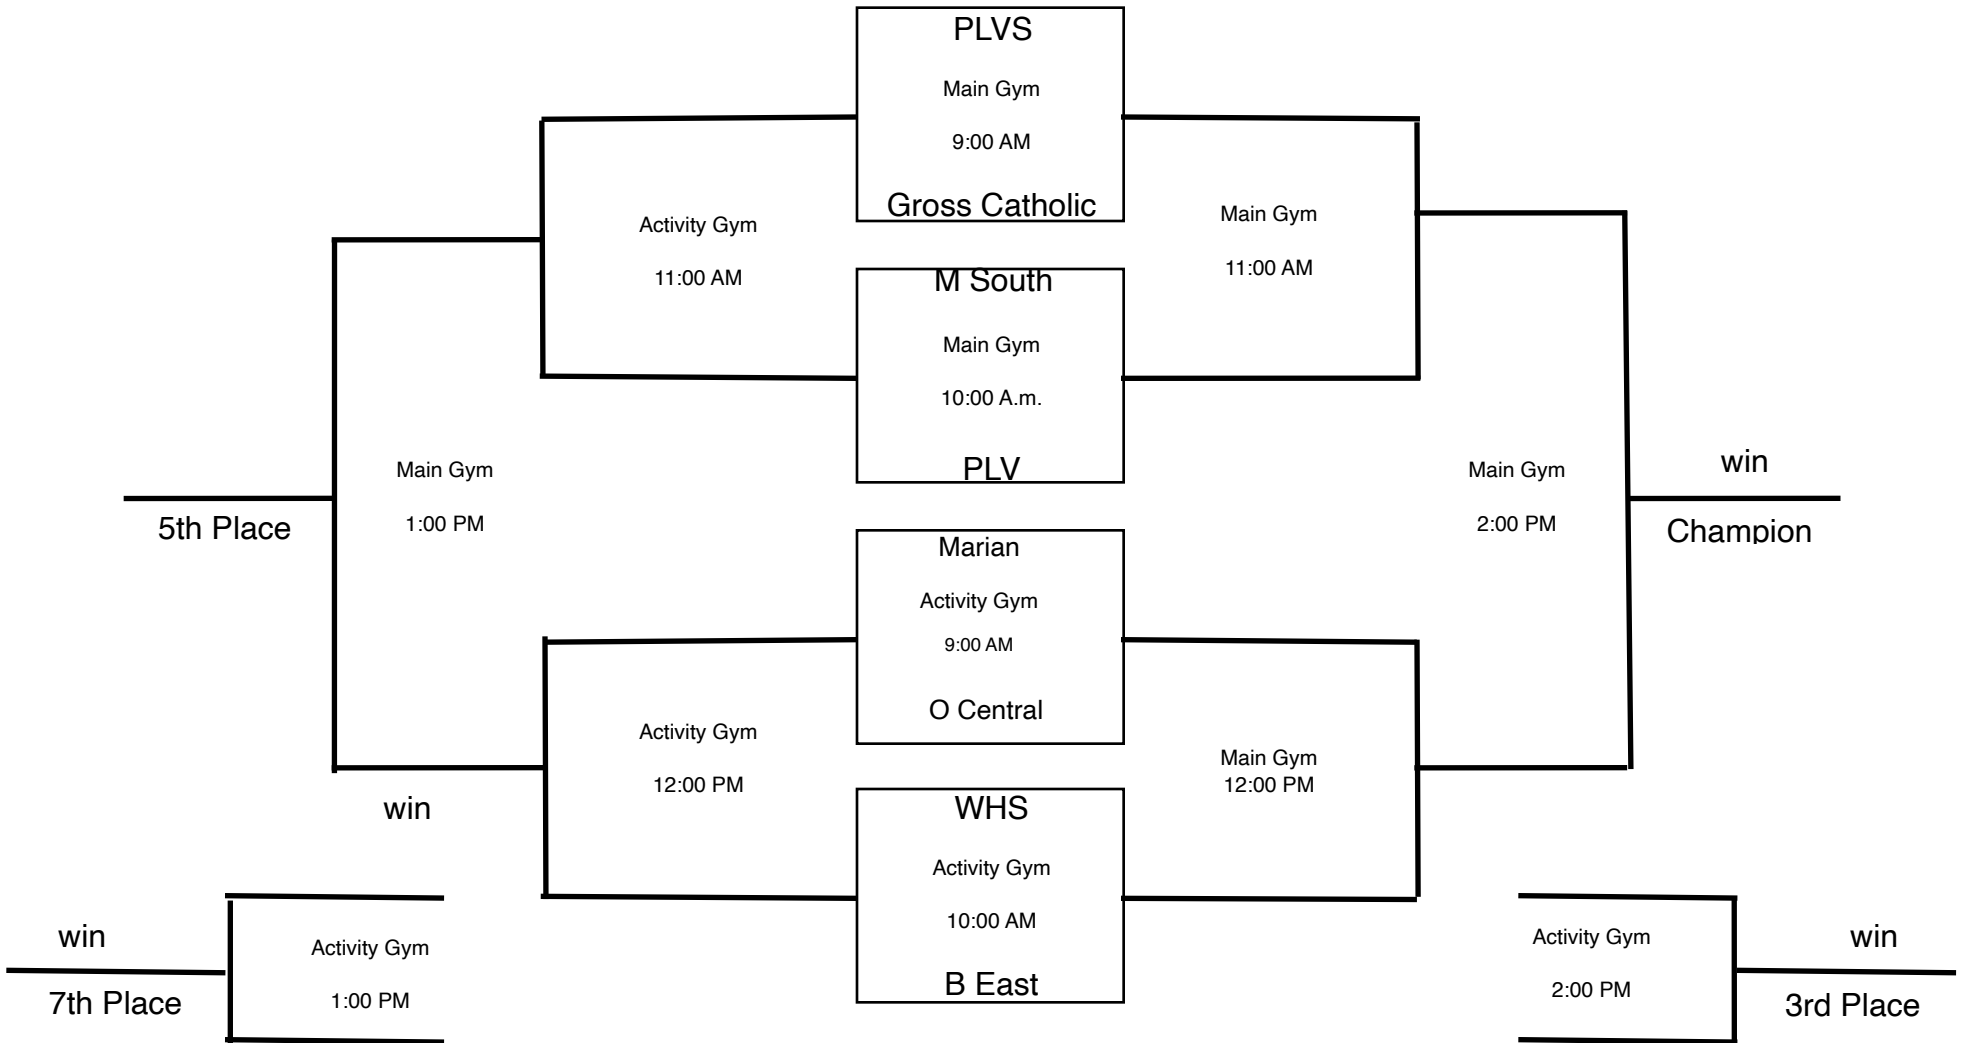 PLVS
Main Gym
9:00 AM
Gross Catholic
Activity Gym
11:00 AM
Main Gym
11:00 AM
M South
Main Gym
10:00 A.m.
PLV
Main Gym
1:00 PM
5th Place
Main Gym
2:00 PM
win
Champion
Marian
Activity Gym
9:00 AM
O Central
Activity Gym
12:00 PM
Main Gym
12:00 PM
win
WHS
Activity Gym
10:00 AM
B East
win
7th Place
Activity Gym
1:00 PM
Activity Gym
2:00 PM
win
3rd Place